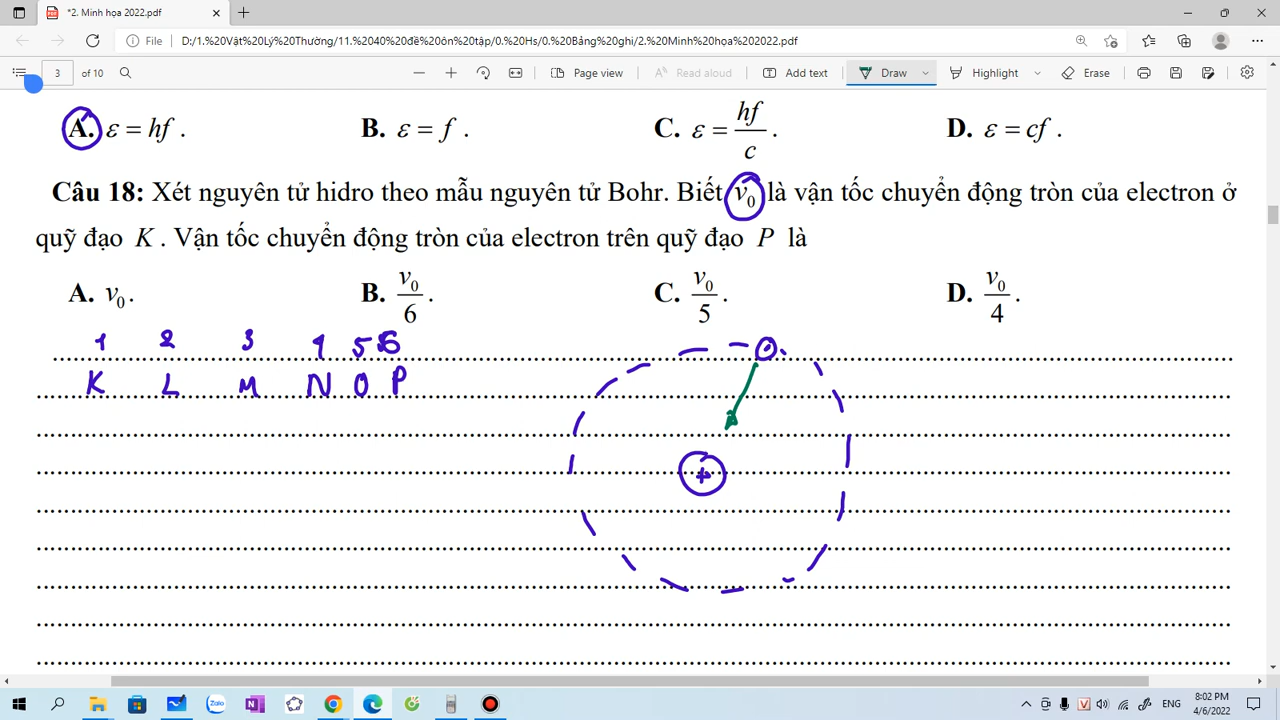 *2. Minh họa 2022.pdf
File D:/1.%20Vật%20Lý%20Thường/11.%2040%20đề%20ôn%20tập/0.%20Hs/0.%20Bảng%20ghi/2.%20Minh%20họa%202022.pdf
3 of 10 Page view Read aloud Add text Draw Highlight Erase
A. ε = hf . B. ε = f . C. ε = hf/c . D. ε = cf .
Câu 18: Xét nguyên tử hidro theo mẫu nguyên tử Bohr. Biết v₀ là vận tốc chuyển động tròn của electron ở
quỹ đạo K . Vận tốc chuyển động tròn của electron trên quỹ đạo P là
A. v₀ . B. v₀/6 . C. v₀/5 . D. v₀/4 .
1 2 3 4 5 6
K L M N O P
+
Zalo
ENG
8:02 PM
4/6/2022